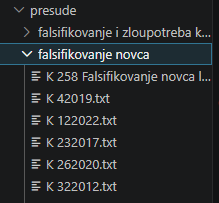 presude
falsifikovanje i zloupotreba k...
falsifikovanje novca
K 258 Falsifikovanje novca l...
K 42019.txt
K 122022.txt
K 232017.txt
K 262020.txt
K 322012.txt